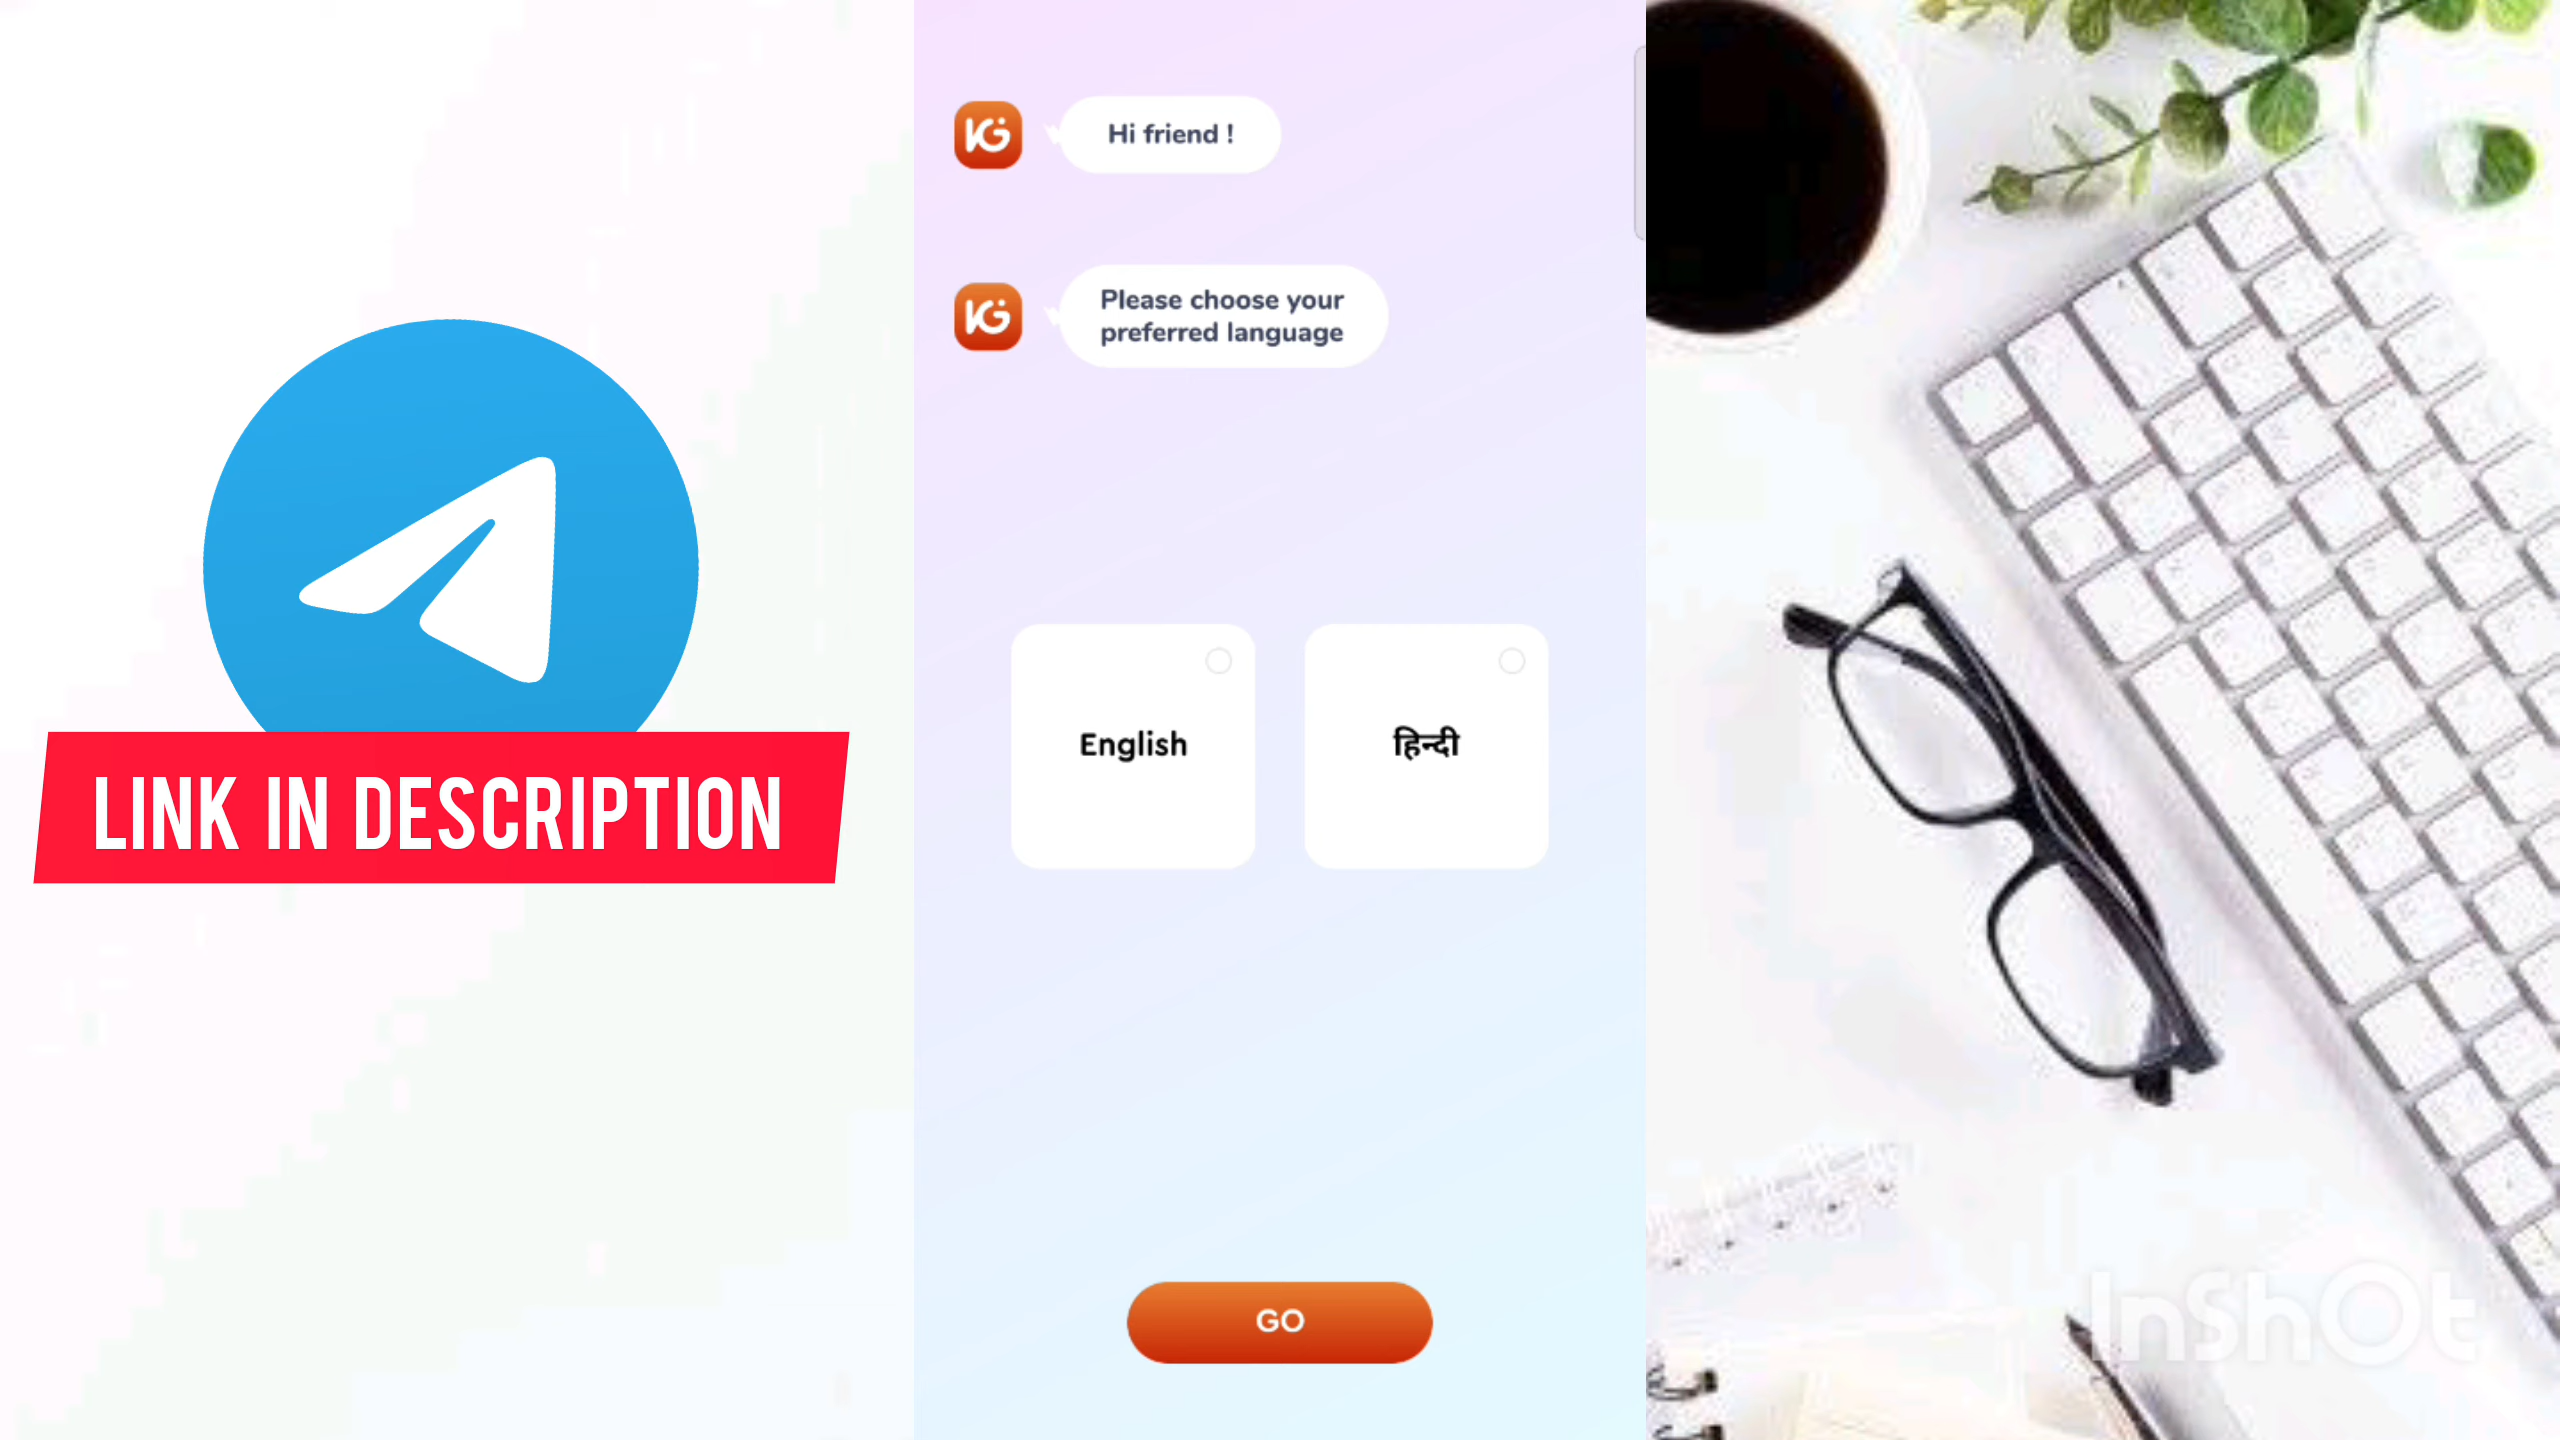 Hi friend !
Please choose your
preferred language
English
हिन्दी
LINK IN DESCRIPTION
GO
InShOt